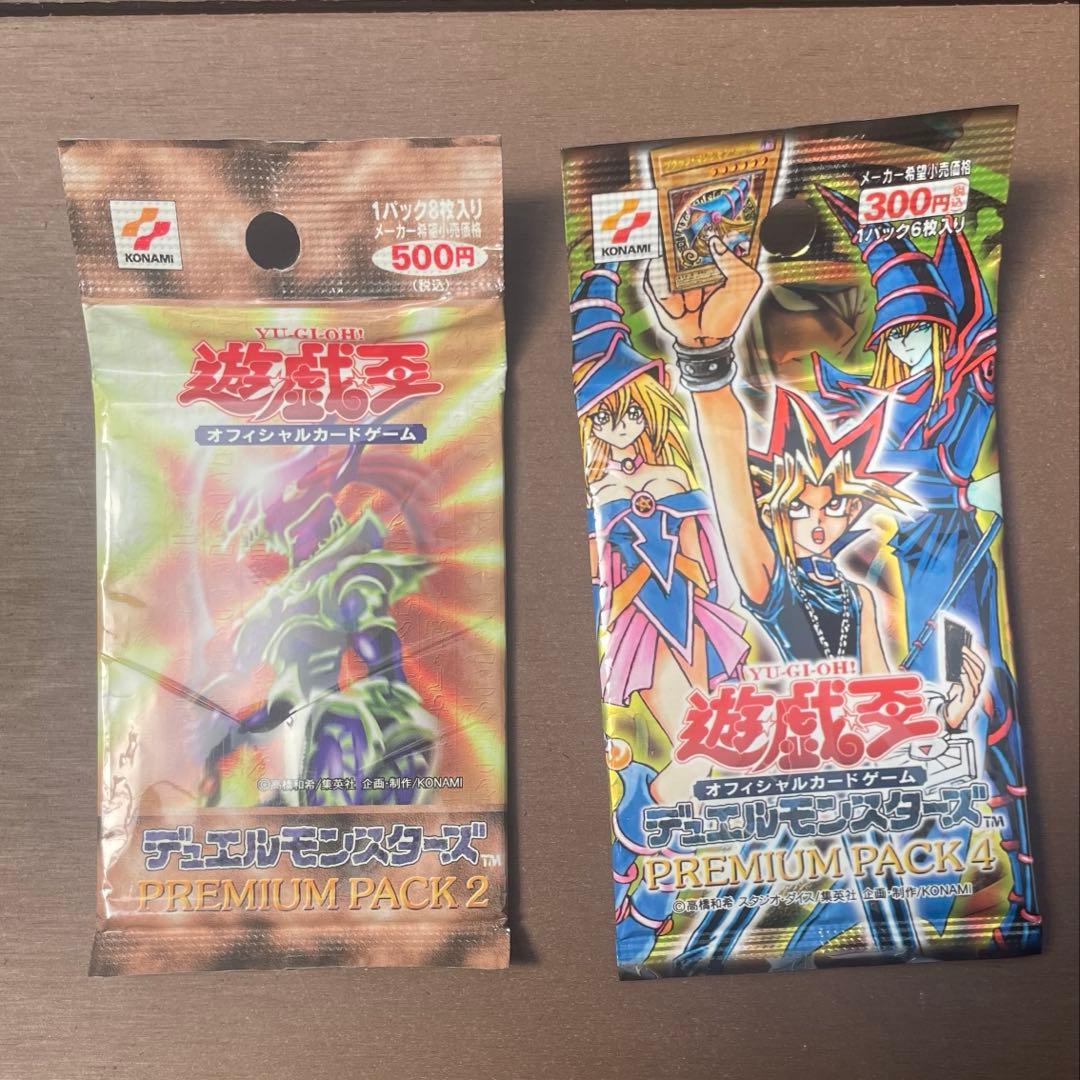 KONAMI
1パック8枚入り
メーカー希望小売価格
500円
(税込)
YU-GI-OH!
遊戯王
オフィシャルカードゲーム
©高橋和希/集英社 企画・制作/KONAMI
デュエルモンスターズ™
PREMIUM PACK 2
KONAMI
メーカー希望小売価格
300円税込
1パック6枚入り
YU-GI-OH!
遊戯王
オフィシャルカードゲーム
デュエルモンスターズ™
PREMIUM PACK 4
©高橋和希 スタジオ・ダイス/集英社 企画・制作/KONAMI